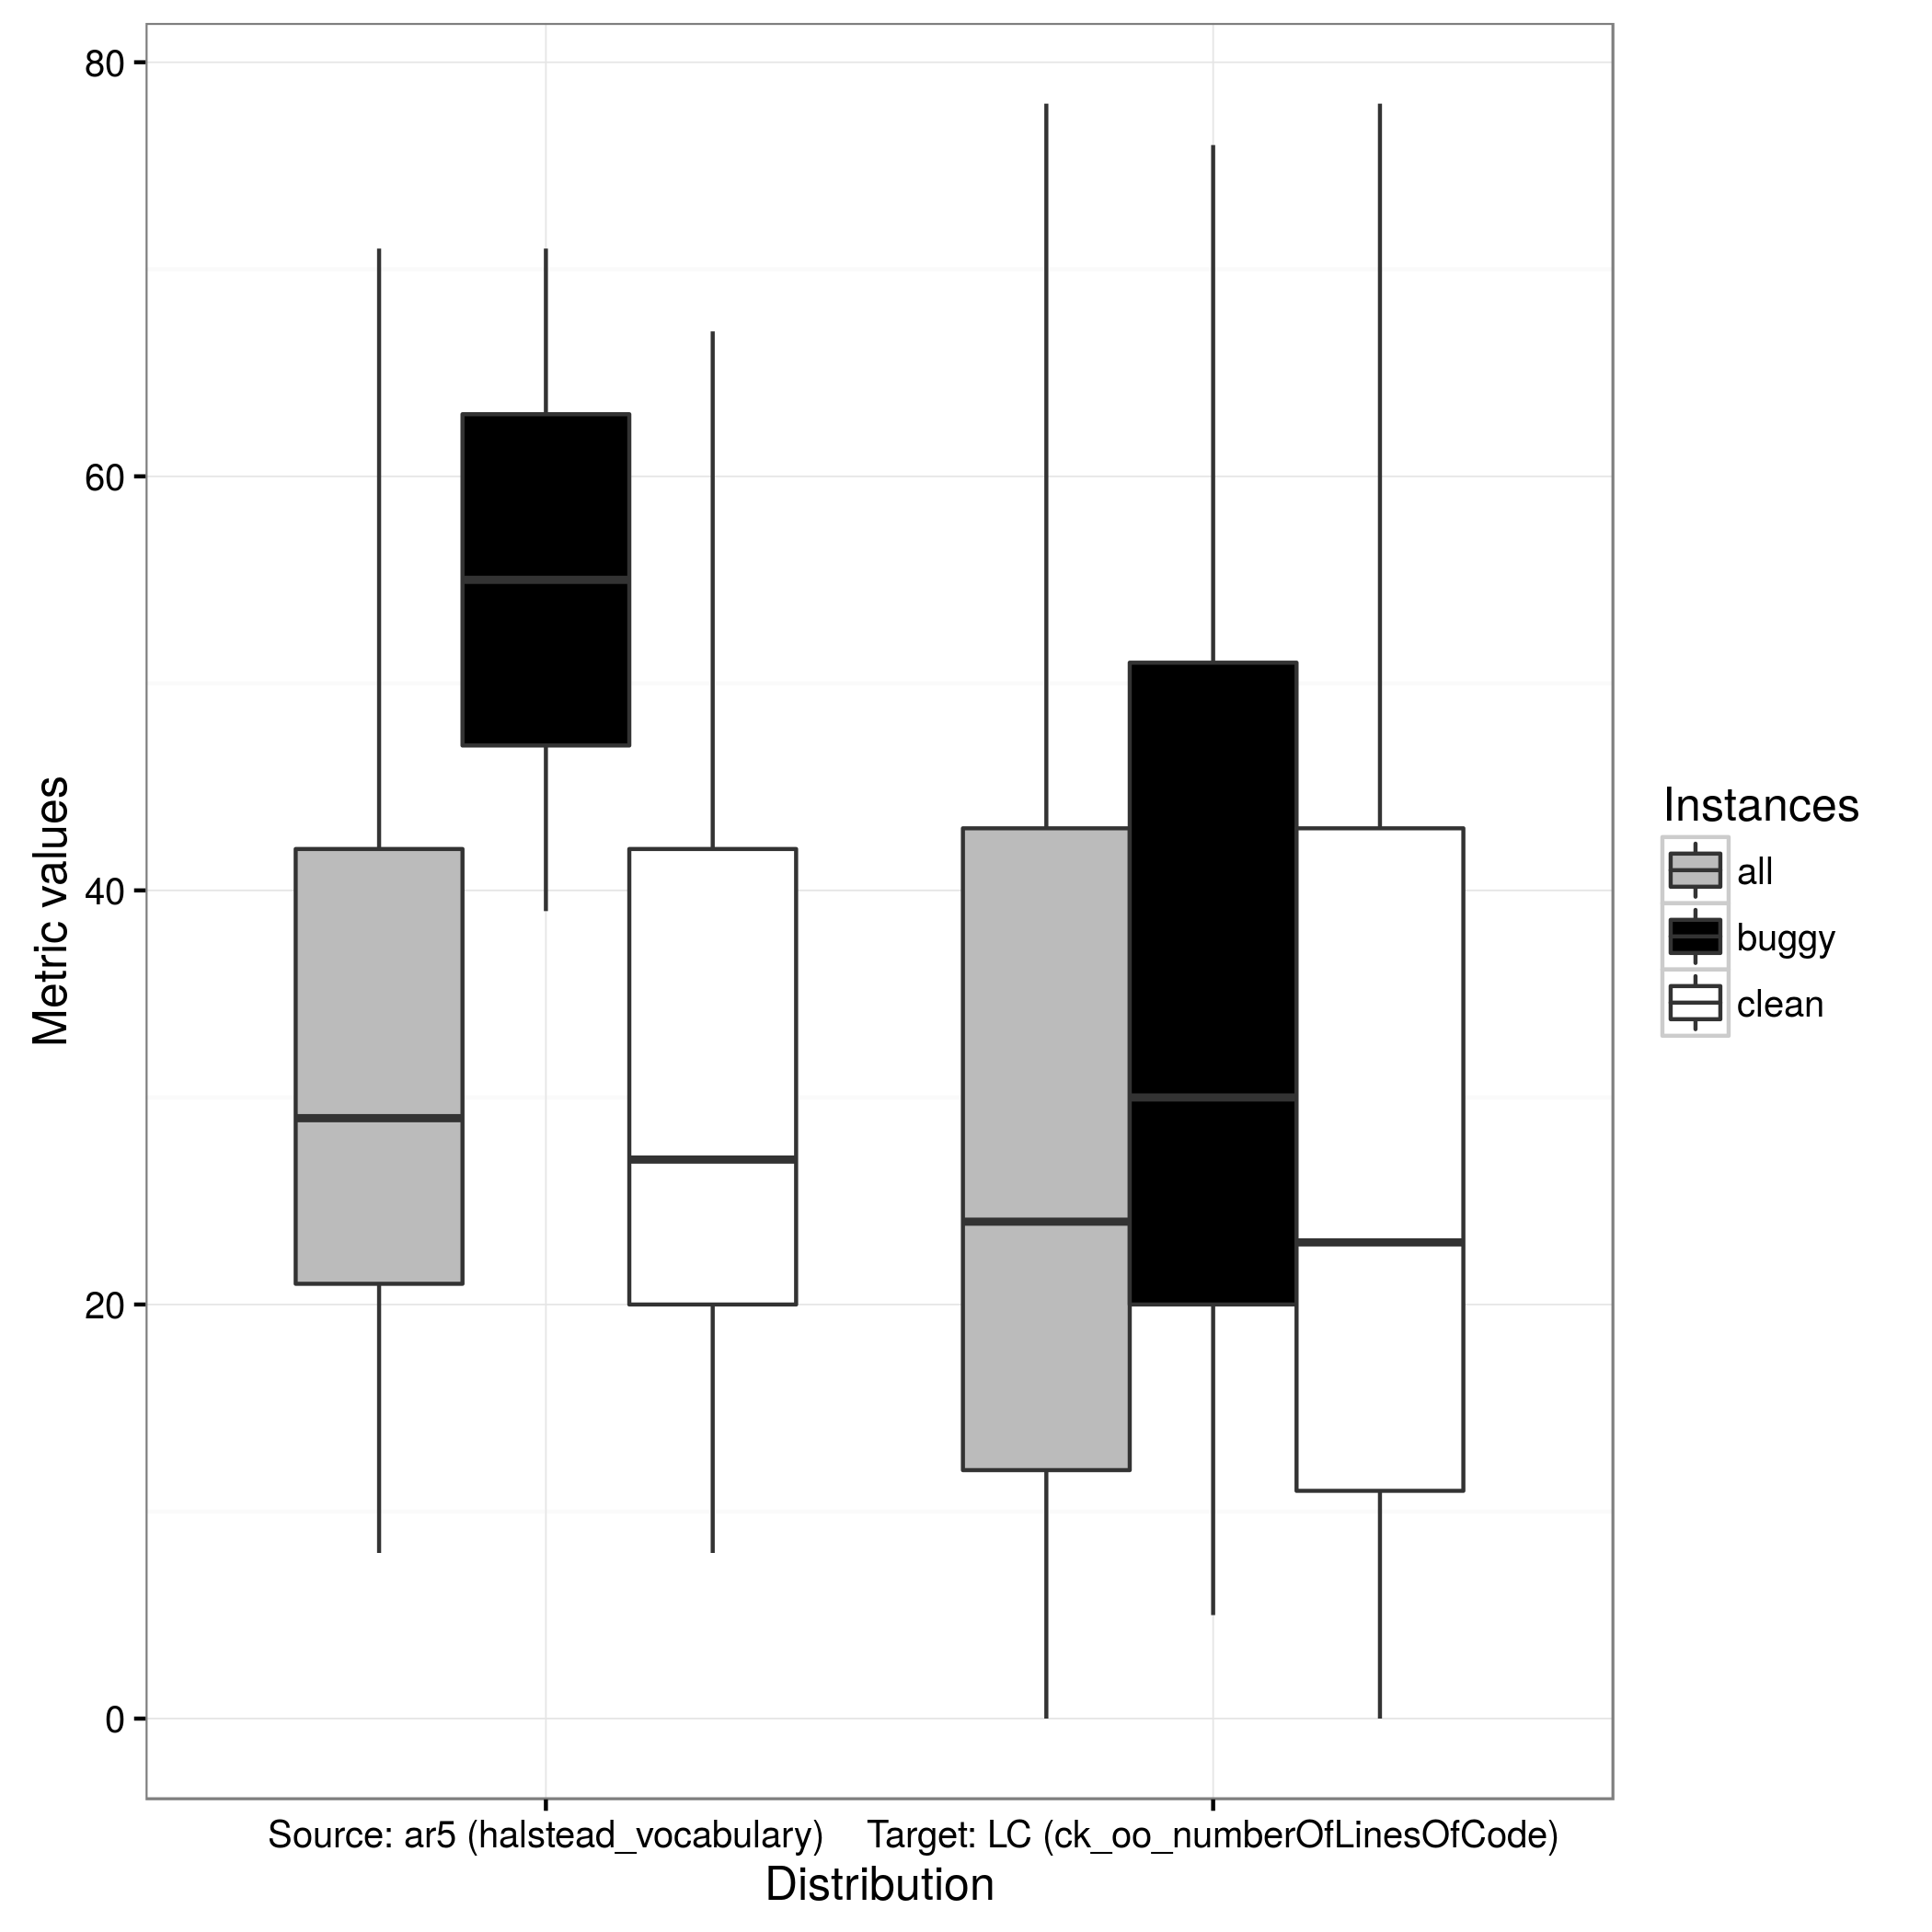 80
60
40
20
0
Metric values
Source: ar5 (halstead_vocabulary)
Target: LC (ck_oo_numberOfLinesOfCode)
Distribution
Instances
all
buggy
clean